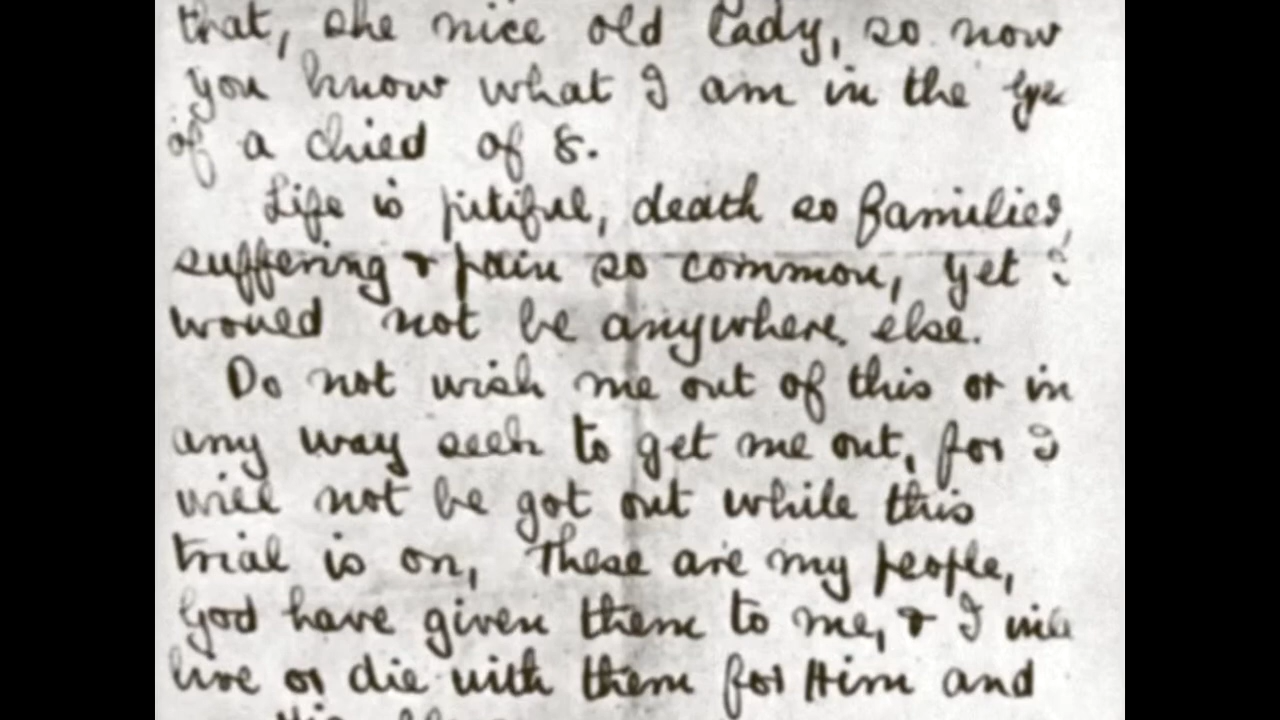 that, she nice old lady, so now
you know what I am in the Eye
of a child of 8.
Life is pitiful, death so familier,
suffering & pain so common, yet I
would not be anywhere else.
Do not wish me out of this or in
any way seek to get me out, for I
will not be got out while this
trial is on, These are my people,
God have given them to me, & I will
live or die with them for Him and
His